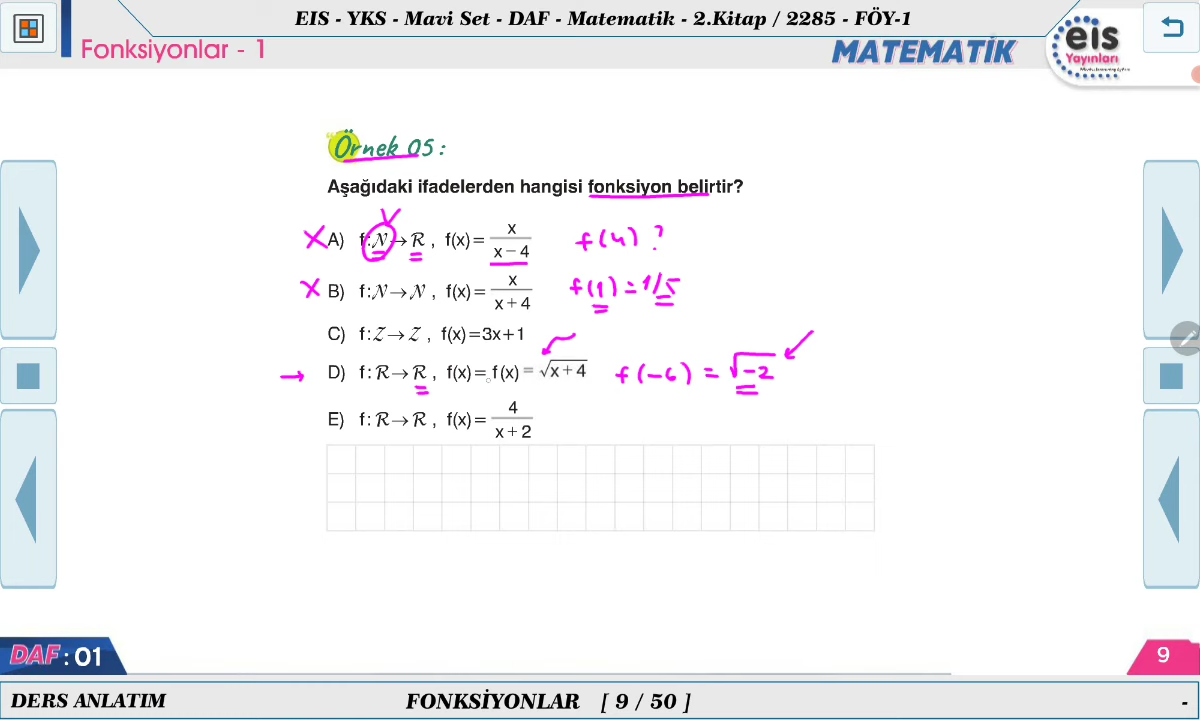 EIS - YKS - Mavi Set - DAF - Matematik - 2.Kitap / 2285 - FÖY-1
Fonksiyonlar - 1
MATEMATİK
eis
Yayınları
Örnek 05 :
Aşağıdaki ifadelerden hangisi fonksiyon belirtir?
X A) f: N → R , f(x) = x / (x − 4) f(4) ?
X B) f: N → N , f(x) = x / (x + 4) f(1) = 1/5
C) f: Z → Z , f(x) = 3x + 1
→ D) f: R → R , f(x) = f(x) = √(x + 4) f(−6) = √−2
E) f: R → R , f(x) = 4 / (x + 2)
DAF : 01
9
DERS ANLATIM
FONKSİYONLAR [ 9 / 50 ]
-